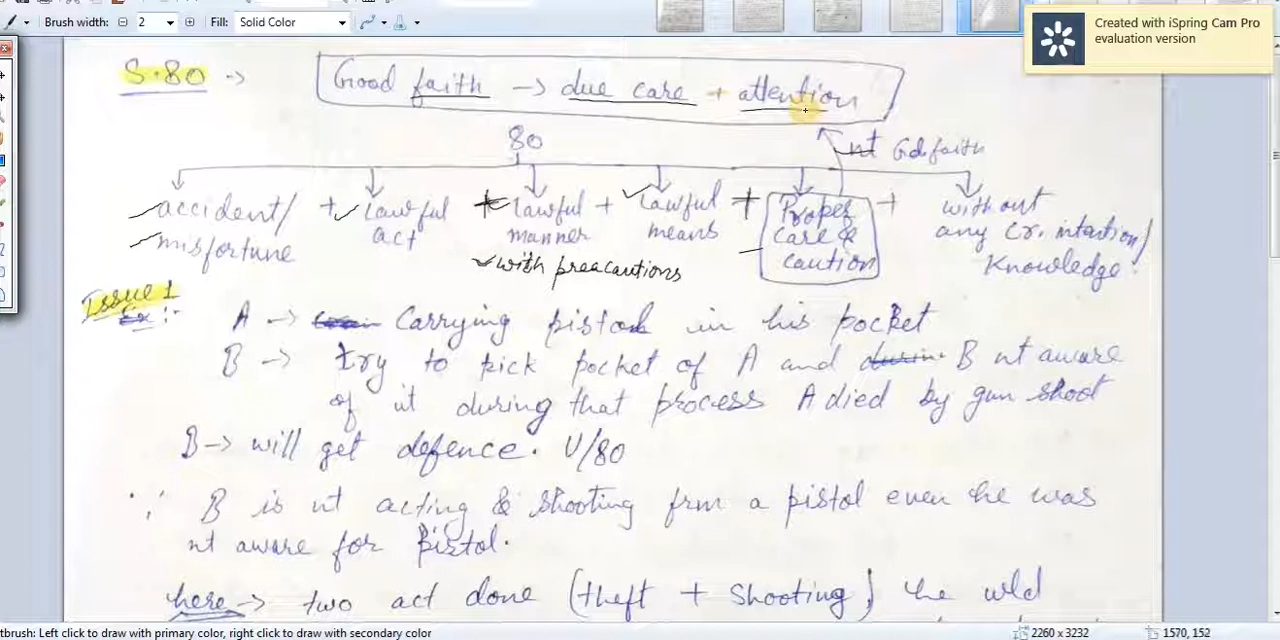 Brush width: 2 Fill: Solid Color
Created with iSpring Cam Pro
evaluation version
S.80 -> Good faith -> due care + attention
80
nt Gd faith
accident/ + Lawful + Lawful + Lawful + Proper + without
misfortune act manner means care & any Cr. intaction/
with preacautions caution Knowledge.
Issue 1
Ex :- A -> Carrying pistol in his pocket
B -> try to pick pocket of A and B nt aware
of it during that process A died by gun shoot
B -> will get defence. U/80
∵ B is nt acting & shooting frm a pistol even he was
nt aware for pistol.
here -> two act done (theft + shooting) he wld
tbrush: Left click to draw with primary color, right click to draw with secondary color
2260 x 3232
1570, 152